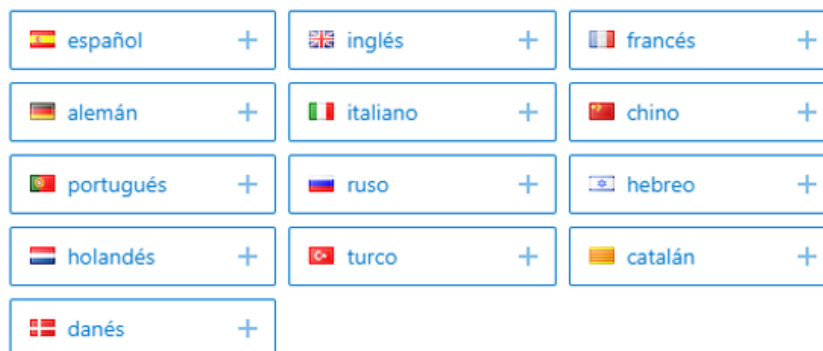 español + inglés + francés +
alemán + italiano + chino +
portugués + ruso + hebreo +
holandés + turco + catalán +
danés +